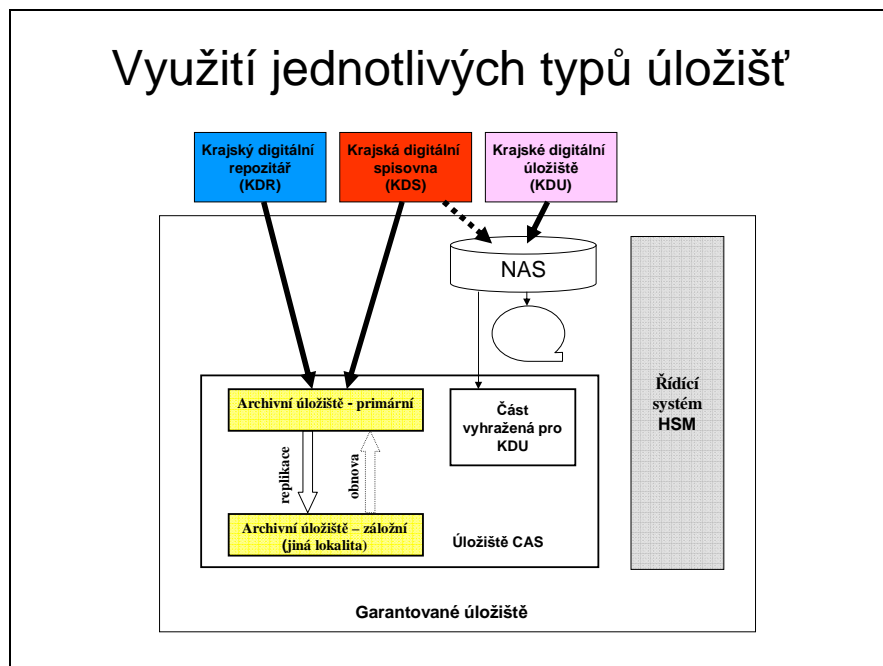 Využití jednotlivých typů úložišť
Krajský digitální
repozitář
(KDR)
Krajská digitální
spisovna
(KDS)
Krajské digitální
úložiště
(KDU)
NAS
Řídící
systém
HSM
Archivní úložiště - primární
Část
vyhražená pro
KDU
replikace
obnova
Archivní úložiště – záložní
(jiná lokalita)
Úložiště CAS
Garantované úložiště